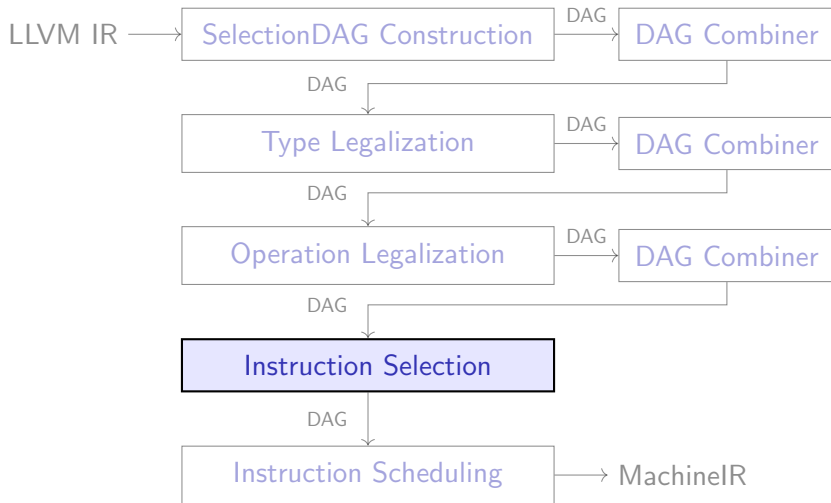 LLVM IR
SelectionDAG Construction
DAG
DAG Combiner
DAG
Type Legalization
DAG
DAG Combiner
DAG
Operation Legalization
DAG
DAG Combiner
DAG
Instruction Selection
DAG
Instruction Scheduling
MachineIR